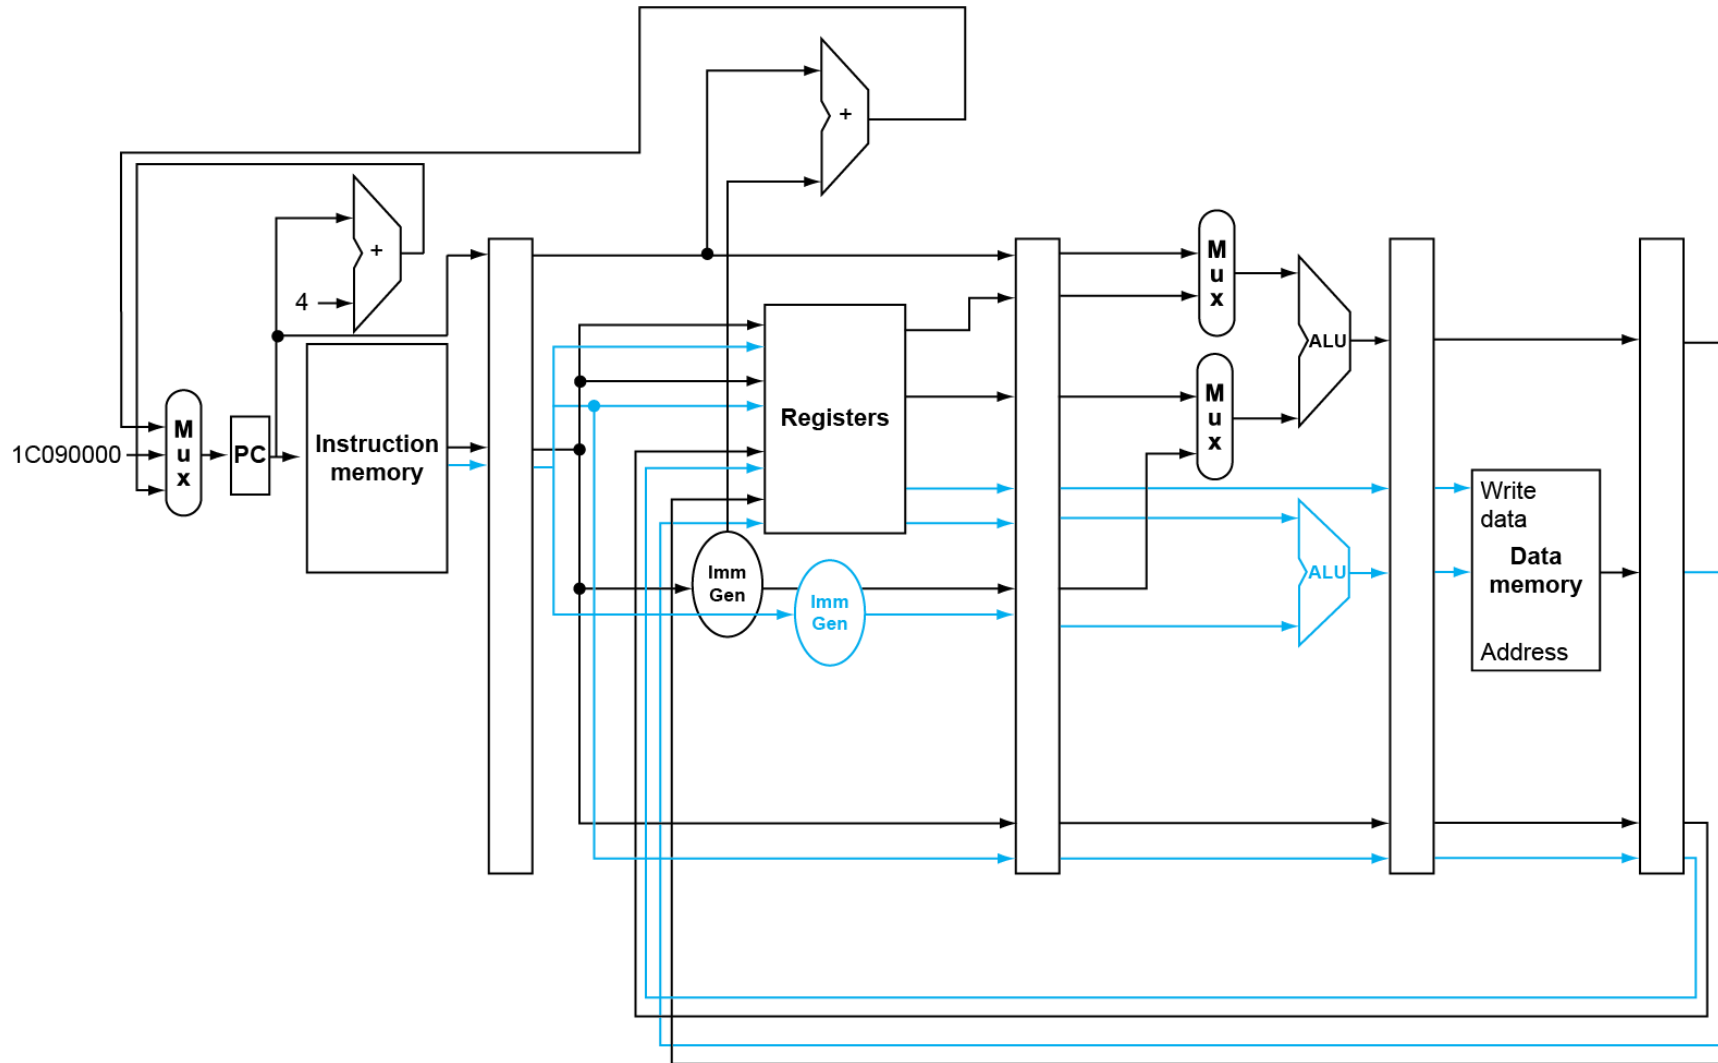 +
+
4
M
u
x
M
u
x
ALU
M
u
x
1C090000
M
u
x
PC
Instruction
memory
Registers
Imm
Gen
Imm
Gen
ALU
Write
data
Data
memory
Address